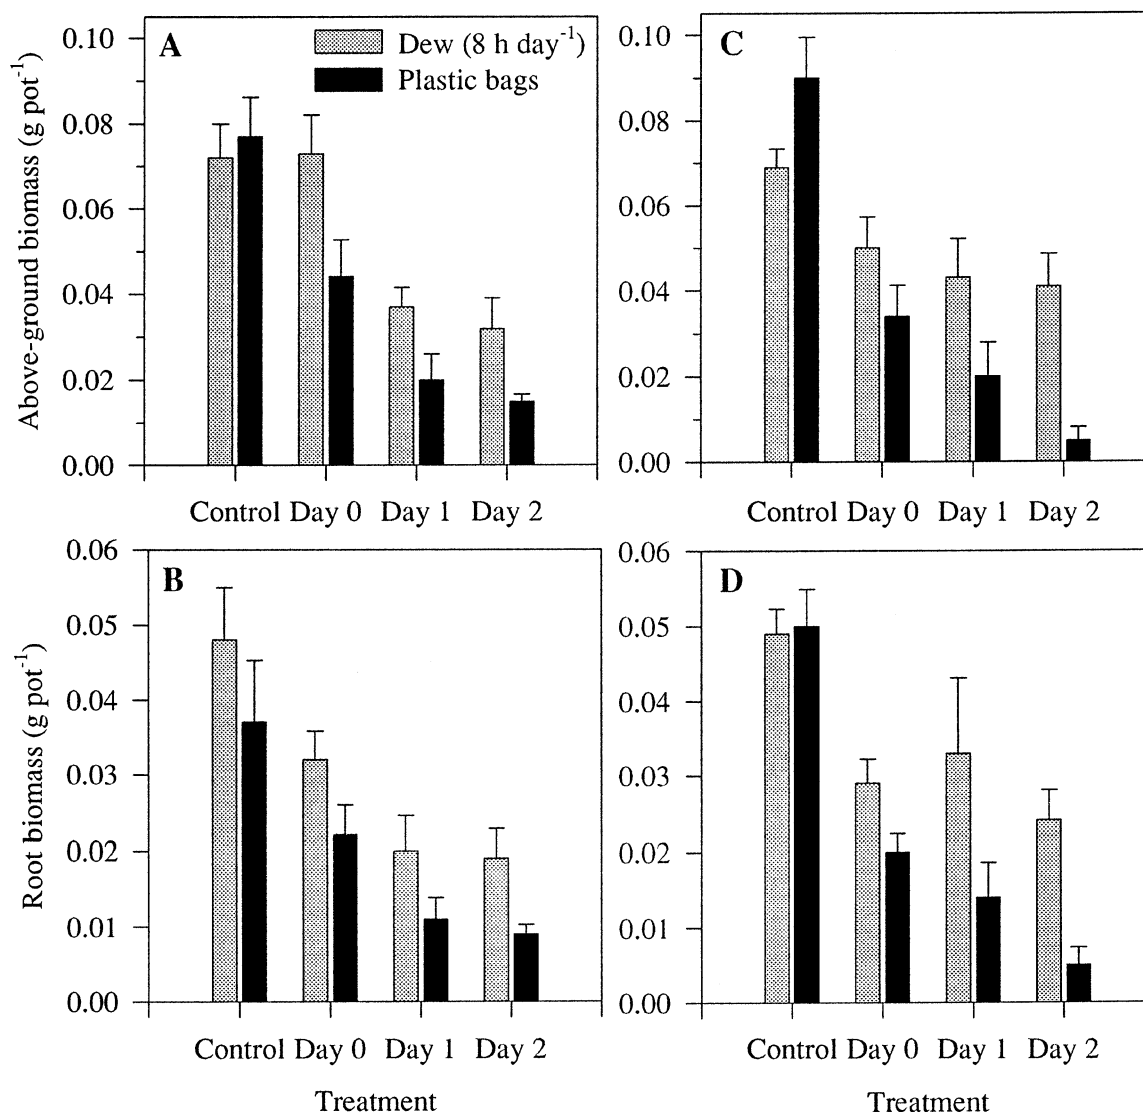 A
Dew (8 h day⁻¹)
Plastic bags
Above-ground biomass (g pot⁻¹)
0.10
0.08
0.06
0.04
0.02
0.00
Control Day 0 Day 1 Day 2
C
0.10
0.08
0.06
0.04
0.02
0.00
Control Day 0 Day 1 Day 2
B
Root biomass (g pot⁻¹)
0.06
0.05
0.04
0.03
0.02
0.01
0.00
Control Day 0 Day 1 Day 2
Treatment
D
0.06
0.05
0.04
0.03
0.02
0.01
0.00
Control Day 0 Day 1 Day 2
Treatment